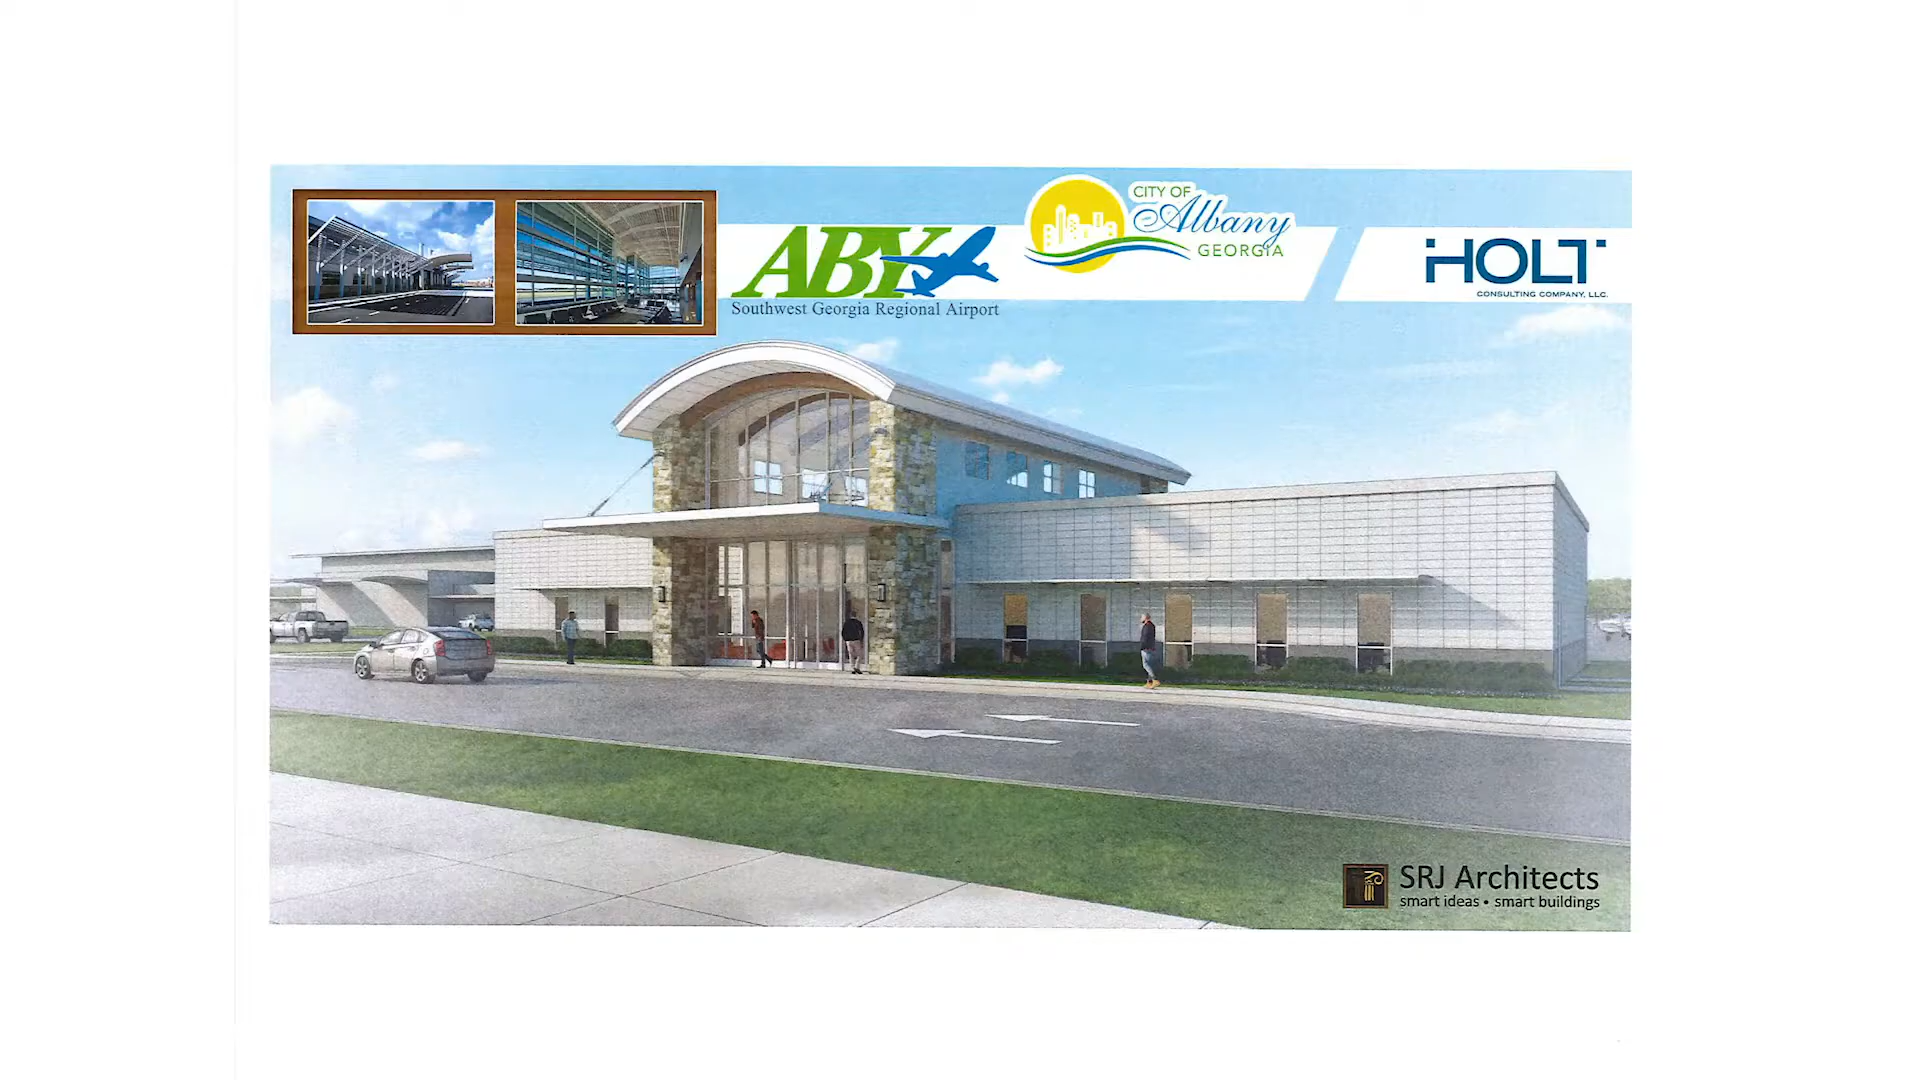 ABY
Southwest Georgia Regional Airport
CITY OF
Albany
GEORGIA
HOLT
CONSULTING COMPANY, LLC.
SRJ Architects
smart ideas • smart buildings